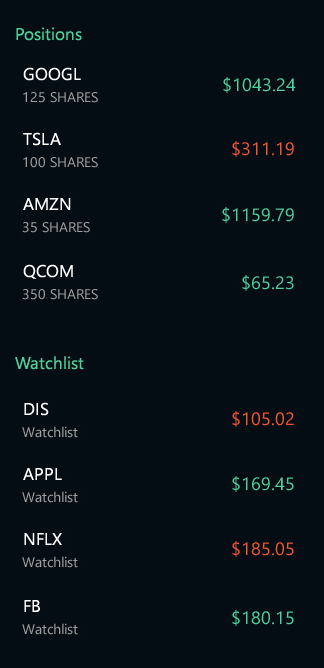 Positions
GOOGL
125 SHARES
$1043.24
TSLA
100 SHARES
$311.19
AMZN
35 SHARES
$1159.79
QCOM
350 SHARES
$65.23
Watchlist
DIS
Watchlist
$105.02
APPL
Watchlist
$169.45
NFLX
Watchlist
$185.05
FB
Watchlist
$180.15